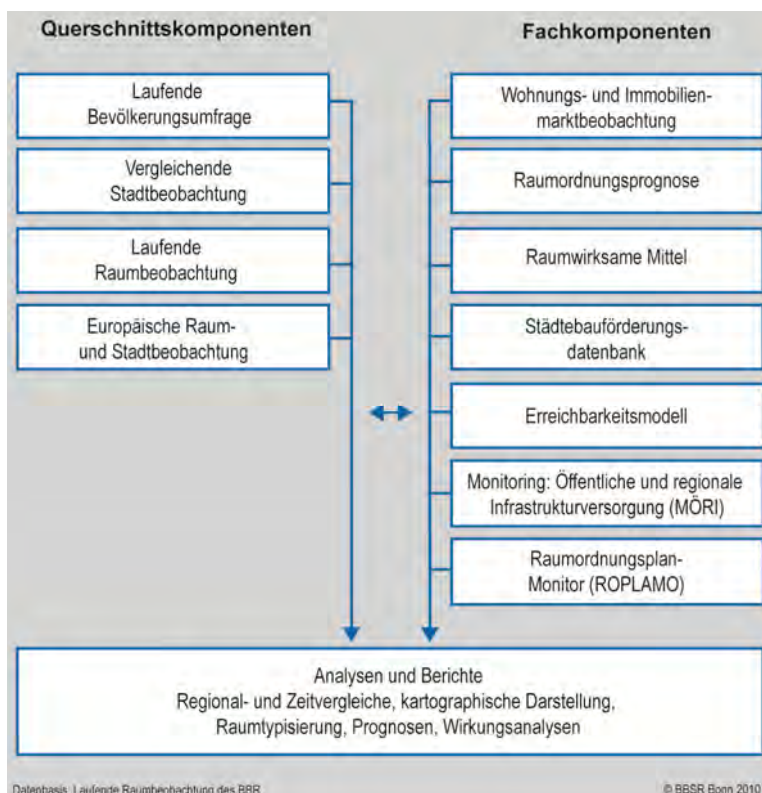 Querschnittskomponenten
Laufende
Bevölkerungsumfrage
Vergleichende
Stadtbeobachtung
Laufende
Raumbeobachtung
Europäische Raum-
und Stadtbeobachtung
Fachkomponenten
Wohnungs- und Immobilien-
marktbeobachtung
Raumordnungsprognose
Raumwirksame Mittel
Städtebauförderungs-
datenbank
Erreichbarkeitsmodell
Monitoring: Öffentliche und regionale
Infrastrukturversorgung (MÖRI)
Raumordnungsplan-
Monitor (ROPLAMO)
Analysen und Berichte
Regional- und Zeitvergleiche, kartographische Darstellung,
Raumtypisierung, Prognosen, Wirkungsanalysen
Datenbasis: Laufende Raumbeobachtung des BBR
© BBSR Bonn 2010